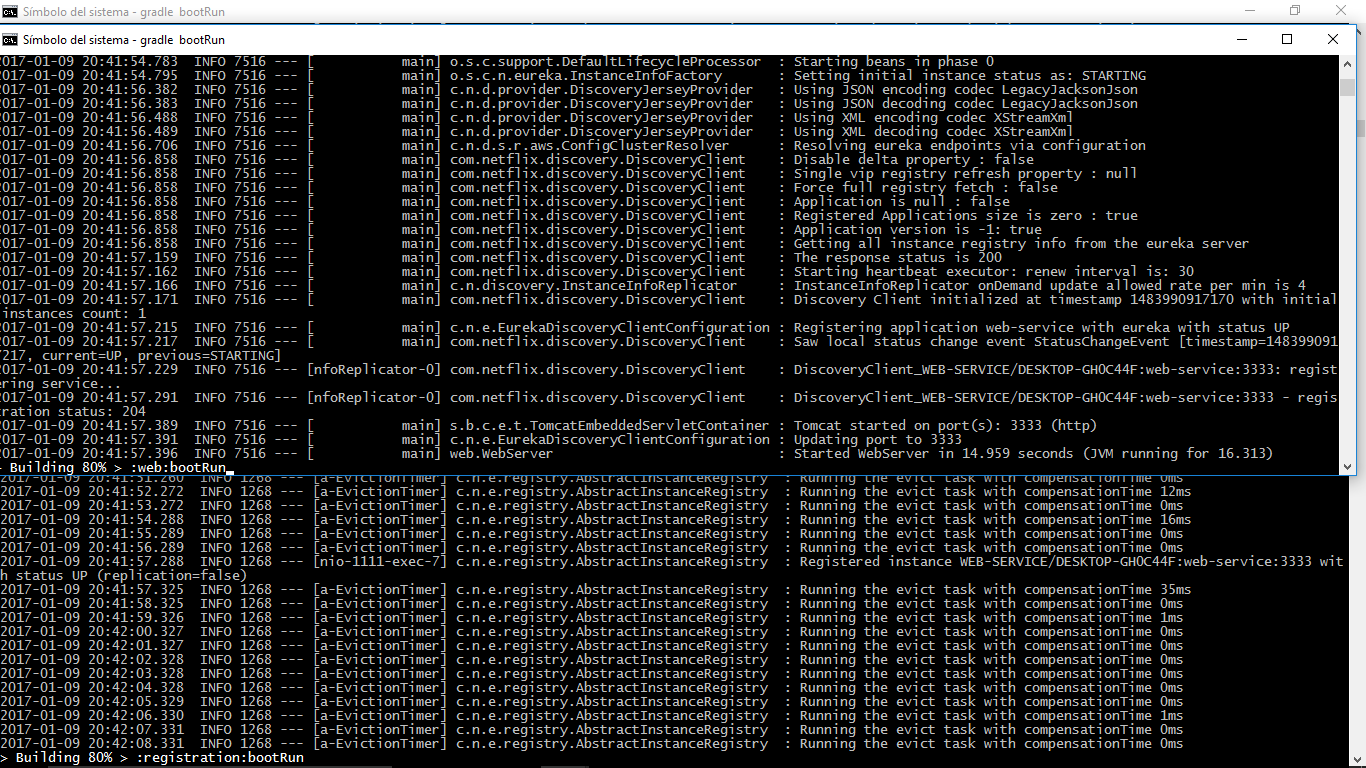 Símbolo del sistema - gradle  bootRun
Símbolo del sistema - gradle  bootRun
2017-01-09 20:41:54.783  INFO 7516 --- [           main] o.s.c.support.DefaultLifecycleProcessor  : Starting beans in phase 0
2017-01-09 20:41:54.795  INFO 7516 --- [           main] o.s.c.n.eureka.InstanceInfoFactory       : Setting initial instance status as: STARTING
2017-01-09 20:41:56.382  INFO 7516 --- [           main] c.n.d.provider.DiscoveryJerseyProvider   : Using JSON encoding codec LegacyJacksonJson
2017-01-09 20:41:56.383  INFO 7516 --- [           main] c.n.d.provider.DiscoveryJerseyProvider   : Using JSON decoding codec LegacyJacksonJson
2017-01-09 20:41:56.488  INFO 7516 --- [           main] c.n.d.provider.DiscoveryJerseyProvider   : Using XML encoding codec XStreamXml
2017-01-09 20:41:56.489  INFO 7516 --- [           main] c.n.d.provider.DiscoveryJerseyProvider   : Using XML decoding codec XStreamXml
2017-01-09 20:41:56.706  INFO 7516 --- [           main] c.n.d.s.r.aws.ConfigClusterResolver      : Resolving eureka endpoints via configuration
2017-01-09 20:41:56.858  INFO 7516 --- [           main] com.netflix.discovery.DiscoveryClient    : Disable delta property : false
2017-01-09 20:41:56.858  INFO 7516 --- [           main] com.netflix.discovery.DiscoveryClient    : Single vip registry refresh property : null
2017-01-09 20:41:56.858  INFO 7516 --- [           main] com.netflix.discovery.DiscoveryClient    : Force full registry fetch : false
2017-01-09 20:41:56.858  INFO 7516 --- [           main] com.netflix.discovery.DiscoveryClient    : Application is null : false
2017-01-09 20:41:56.858  INFO 7516 --- [           main] com.netflix.discovery.DiscoveryClient    : Registered Applications size is zero : true
2017-01-09 20:41:56.858  INFO 7516 --- [           main] com.netflix.discovery.DiscoveryClient    : Application version is -1: true
2017-01-09 20:41:56.858  INFO 7516 --- [           main] com.netflix.discovery.DiscoveryClient    : Getting all instance registry info from the eureka server
2017-01-09 20:41:57.159  INFO 7516 --- [           main] com.netflix.discovery.DiscoveryClient    : The response status is 200
2017-01-09 20:41:57.162  INFO 7516 --- [           main] com.netflix.discovery.DiscoveryClient    : Starting heartbeat executor: renew interval is: 30
2017-01-09 20:41:57.166  INFO 7516 --- [           main] c.n.discovery.InstanceInfoReplicator     : InstanceInfoReplicator onDemand update allowed rate per min is 4
2017-01-09 20:41:57.171  INFO 7516 --- [           main] com.netflix.discovery.DiscoveryClient    : Discovery Client initialized at timestamp 1483990917170 with initial
instances count: 1
2017-01-09 20:41:57.215  INFO 7516 --- [           main] c.n.e.EurekaDiscoveryClientConfiguration : Registering application web-service with eureka with status UP
2017-01-09 20:41:57.217  INFO 7516 --- [           main] com.netflix.discovery.DiscoveryClient    : Saw local status change event StatusChangeEvent [timestamp=148399091
7217, current=UP, previous=STARTING]
2017-01-09 20:41:57.229  INFO 7516 --- [nfoReplicator-0] com.netflix.discovery.DiscoveryClient    : DiscoveryClient_WEB-SERVICE/DESKTOP-GHOC44F:web-service:3333: regist
ering service...
2017-01-09 20:41:57.291  INFO 7516 --- [nfoReplicator-0] com.netflix.discovery.DiscoveryClient    : DiscoveryClient_WEB-SERVICE/DESKTOP-GHOC44F:web-service:3333 - regis
tration status: 204
2017-01-09 20:41:57.389  INFO 7516 --- [           main] s.b.c.e.t.TomcatEmbeddedServletContainer : Tomcat started on port(s): 3333 (http)
2017-01-09 20:41:57.391  INFO 7516 --- [           main] c.n.e.EurekaDiscoveryClientConfiguration : Updating port to 3333
2017-01-09 20:41:57.396  INFO 7516 --- [           main] web.WebServer                            : Started WebServer in 14.959 seconds (JVM running for 16.313)
> Building 80% > :web:bootRun
2017-01-09 20:41:51.260  INFO 1268 --- [a-EvictionTimer] c.n.e.registry.AbstractInstanceRegistry  : Running the evict task with compensationTime 0ms
2017-01-09 20:41:52.272  INFO 1268 --- [a-EvictionTimer] c.n.e.registry.AbstractInstanceRegistry  : Running the evict task with compensationTime 12ms
2017-01-09 20:41:53.272  INFO 1268 --- [a-EvictionTimer] c.n.e.registry.AbstractInstanceRegistry  : Running the evict task with compensationTime 0ms
2017-01-09 20:41:54.288  INFO 1268 --- [a-EvictionTimer] c.n.e.registry.AbstractInstanceRegistry  : Running the evict task with compensationTime 16ms
2017-01-09 20:41:55.289  INFO 1268 --- [a-EvictionTimer] c.n.e.registry.AbstractInstanceRegistry  : Running the evict task with compensationTime 0ms
2017-01-09 20:41:56.289  INFO 1268 --- [a-EvictionTimer] c.n.e.registry.AbstractInstanceRegistry  : Running the evict task with compensationTime 0ms
2017-01-09 20:41:57.288  INFO 1268 --- [nio-1111-exec-7] c.n.e.registry.AbstractInstanceRegistry  : Registered instance WEB-SERVICE/DESKTOP-GHOC44F:web-service:3333 wit
h status UP (replication=false)
2017-01-09 20:41:57.325  INFO 1268 --- [a-EvictionTimer] c.n.e.registry.AbstractInstanceRegistry  : Running the evict task with compensationTime 35ms
2017-01-09 20:41:58.325  INFO 1268 --- [a-EvictionTimer] c.n.e.registry.AbstractInstanceRegistry  : Running the evict task with compensationTime 0ms
2017-01-09 20:41:59.326  INFO 1268 --- [a-EvictionTimer] c.n.e.registry.AbstractInstanceRegistry  : Running the evict task with compensationTime 1ms
2017-01-09 20:42:00.327  INFO 1268 --- [a-EvictionTimer] c.n.e.registry.AbstractInstanceRegistry  : Running the evict task with compensationTime 0ms
2017-01-09 20:42:01.327  INFO 1268 --- [a-EvictionTimer] c.n.e.registry.AbstractInstanceRegistry  : Running the evict task with compensationTime 0ms
2017-01-09 20:42:02.328  INFO 1268 --- [a-EvictionTimer] c.n.e.registry.AbstractInstanceRegistry  : Running the evict task with compensationTime 0ms
2017-01-09 20:42:03.328  INFO 1268 --- [a-EvictionTimer] c.n.e.registry.AbstractInstanceRegistry  : Running the evict task with compensationTime 0ms
2017-01-09 20:42:04.328  INFO 1268 --- [a-EvictionTimer] c.n.e.registry.AbstractInstanceRegistry  : Running the evict task with compensationTime 0ms
2017-01-09 20:42:05.329  INFO 1268 --- [a-EvictionTimer] c.n.e.registry.AbstractInstanceRegistry  : Running the evict task with compensationTime 0ms
2017-01-09 20:42:06.330  INFO 1268 --- [a-EvictionTimer] c.n.e.registry.AbstractInstanceRegistry  : Running the evict task with compensationTime 1ms
2017-01-09 20:42:07.331  INFO 1268 --- [a-EvictionTimer] c.n.e.registry.AbstractInstanceRegistry  : Running the evict task with compensationTime 0ms
2017-01-09 20:42:08.331  INFO 1268 --- [a-EvictionTimer] c.n.e.registry.AbstractInstanceRegistry  : Running the evict task with compensationTime 0ms
> Building 80% > :registration:bootRun